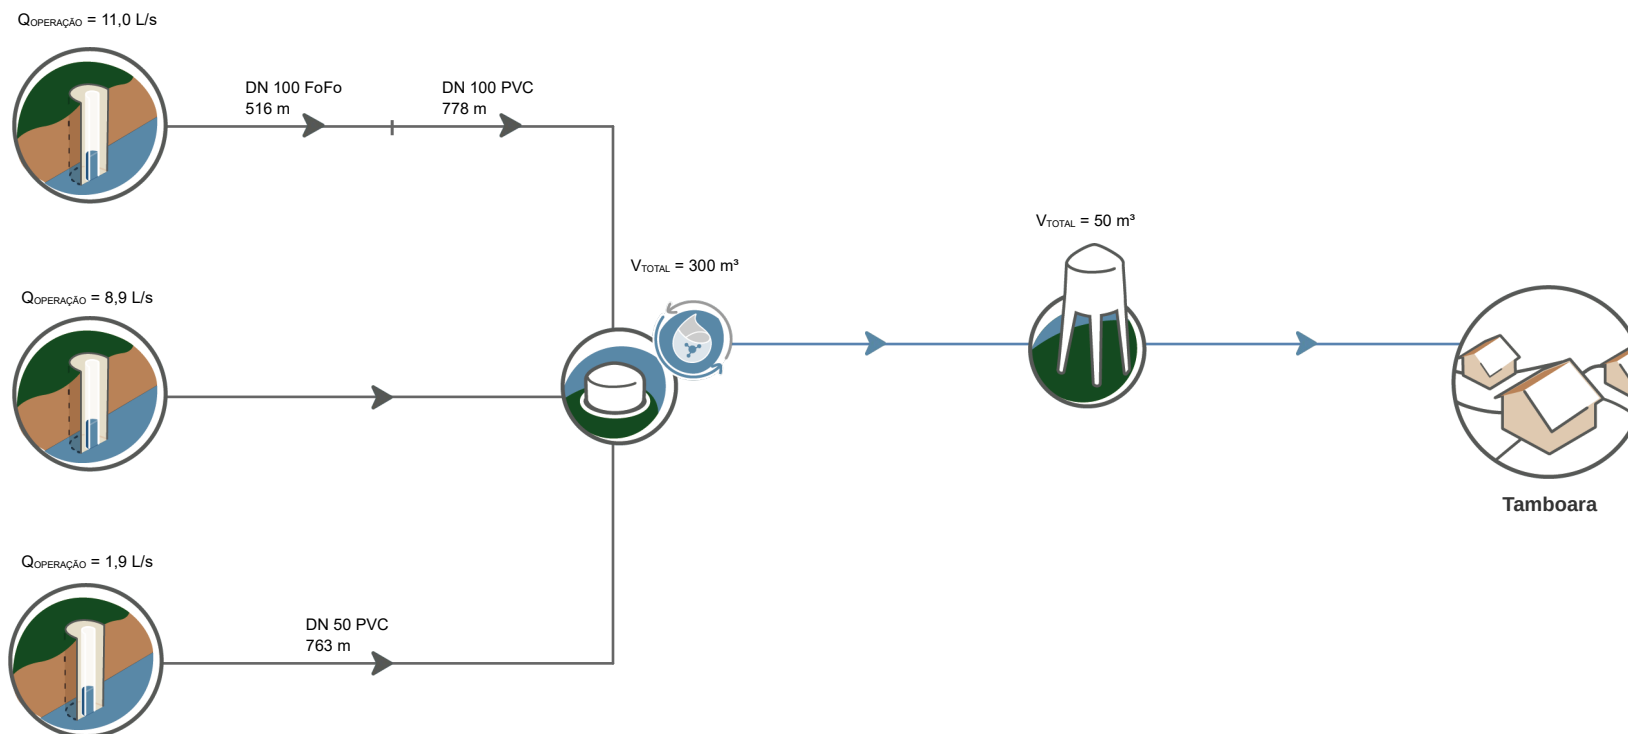 QOPERAÇÃO = 11,0 L/s
DN 100 FoFo
516 m
DN 100 PVC
778 m
VTOTAL = 50 m³
VTOTAL = 300 m³
QOPERAÇÃO = 8,9 L/s
Tamboara
QOPERAÇÃO = 1,9 L/s
DN 50 PVC
763 m